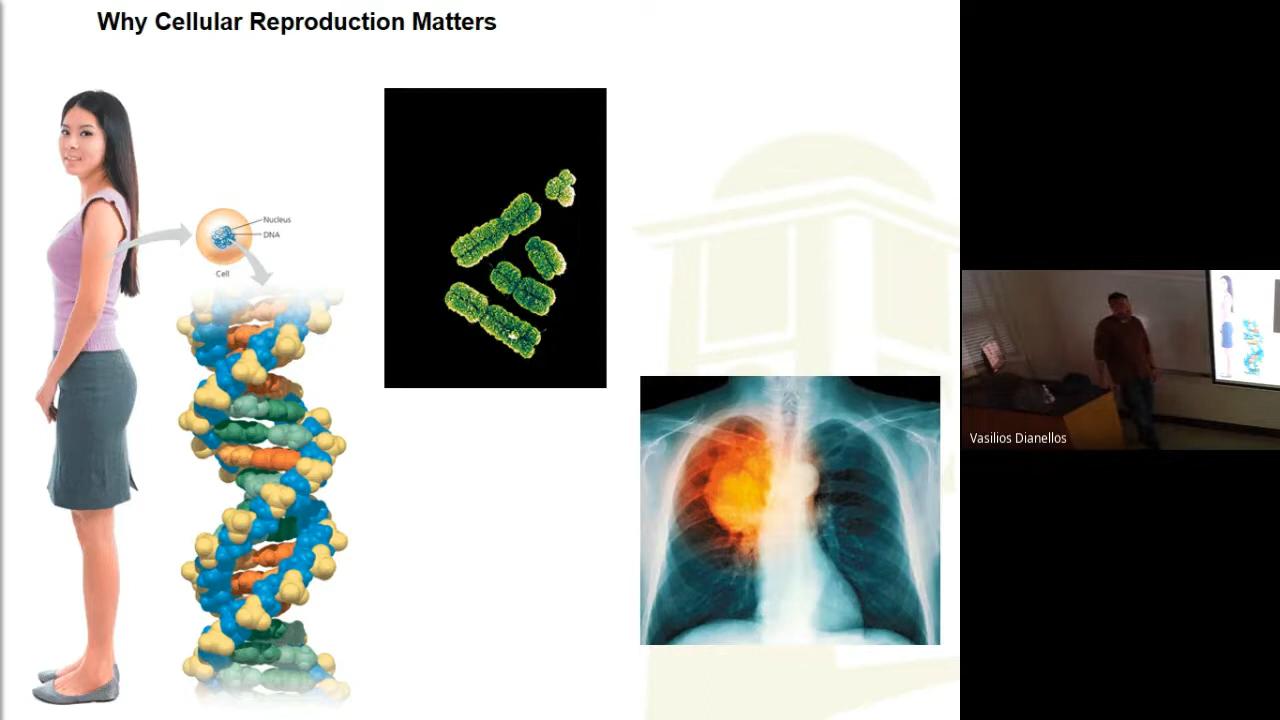 Why Cellular Reproduction Matters
Nucleus
DNA
Cell
Vasilios Dianellos